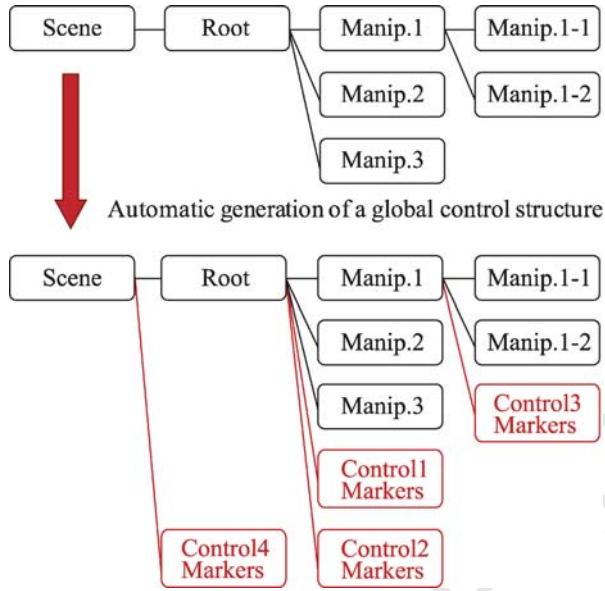 Scene
Root
Manip.1
Manip.1-1
Manip.2
Manip.1-2
Manip.3
Automatic generation of a global control structure
Scene
Root
Manip.1
Manip.1-1
Manip.2
Manip.1-2
Manip.3
Control3
Markers
Control1
Markers
Control4
Markers
Control2
Markers